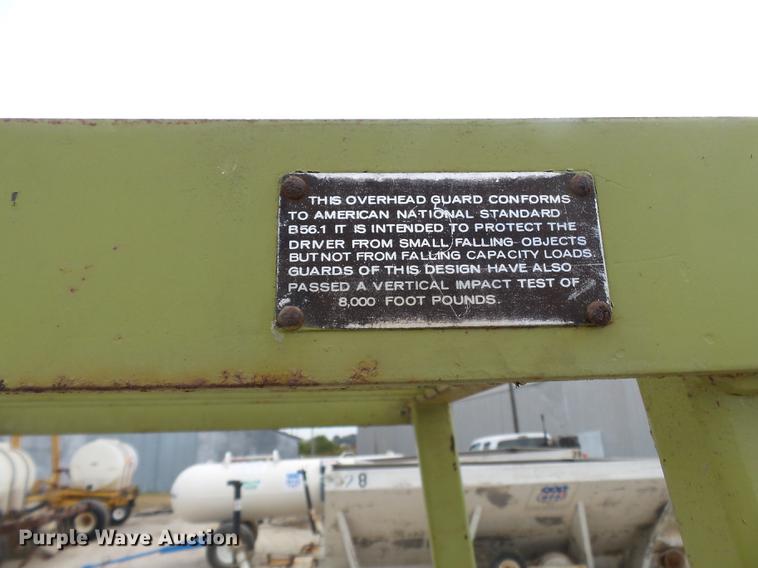 THIS OVERHEAD GUARD CONFORMS
TO AMERICAN NATIONAL STANDARD
B56.1 IT IS INTENDED TO PROTECT THE
DRIVER FROM SMALL FALLING OBJECTS
BUT NOT FROM FALLING CAPACITY LOADS.
GUARDS OF THIS DESIGN HAVE ALSO
PASSED A VERTICAL IMPACT TEST OF
8,000 FOOT POUNDS.
Purple Wave Auction